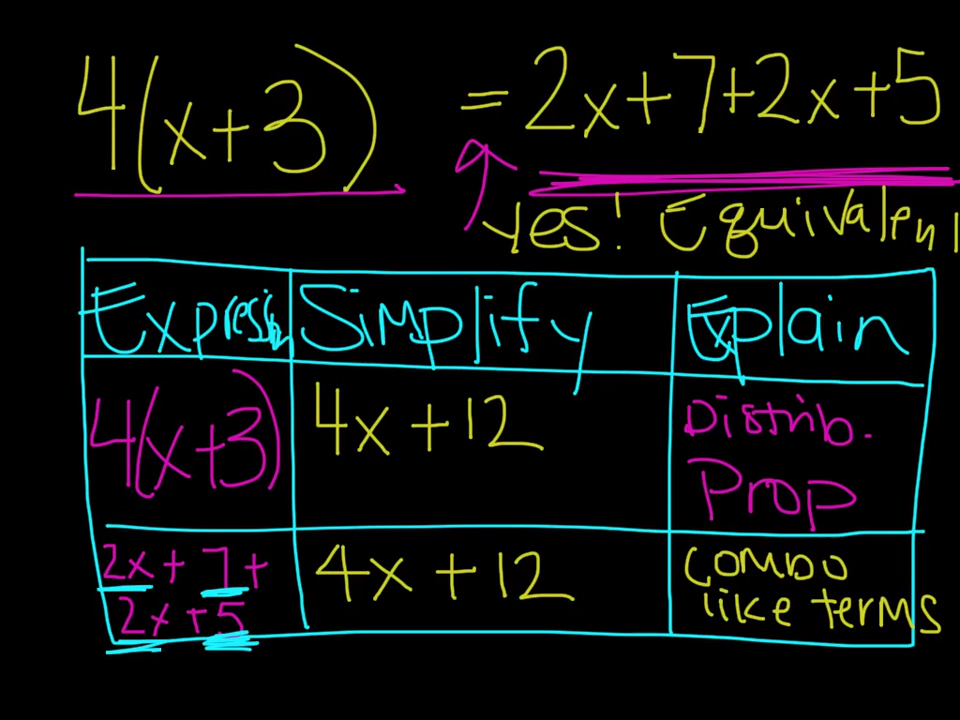 4(x+3) = 2x+7+2x+5
Yes! Equivalent
Expression Simplify Explain
4(x+3) 4x+12 Distrib.
Prop
2x+7+ 4x+12 combo
2x+5 like terms